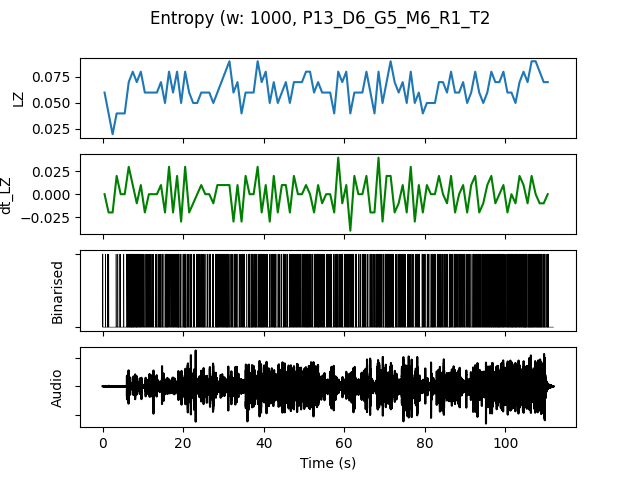 Entropy (w: 1000, P13_D6_G5_M6_R1_T2
LZ
0.075
0.050
0.025
dt_LZ
0.025
0.000
−0.025
Binarised
Audio
0 20 40 60 80 100
Time (s)